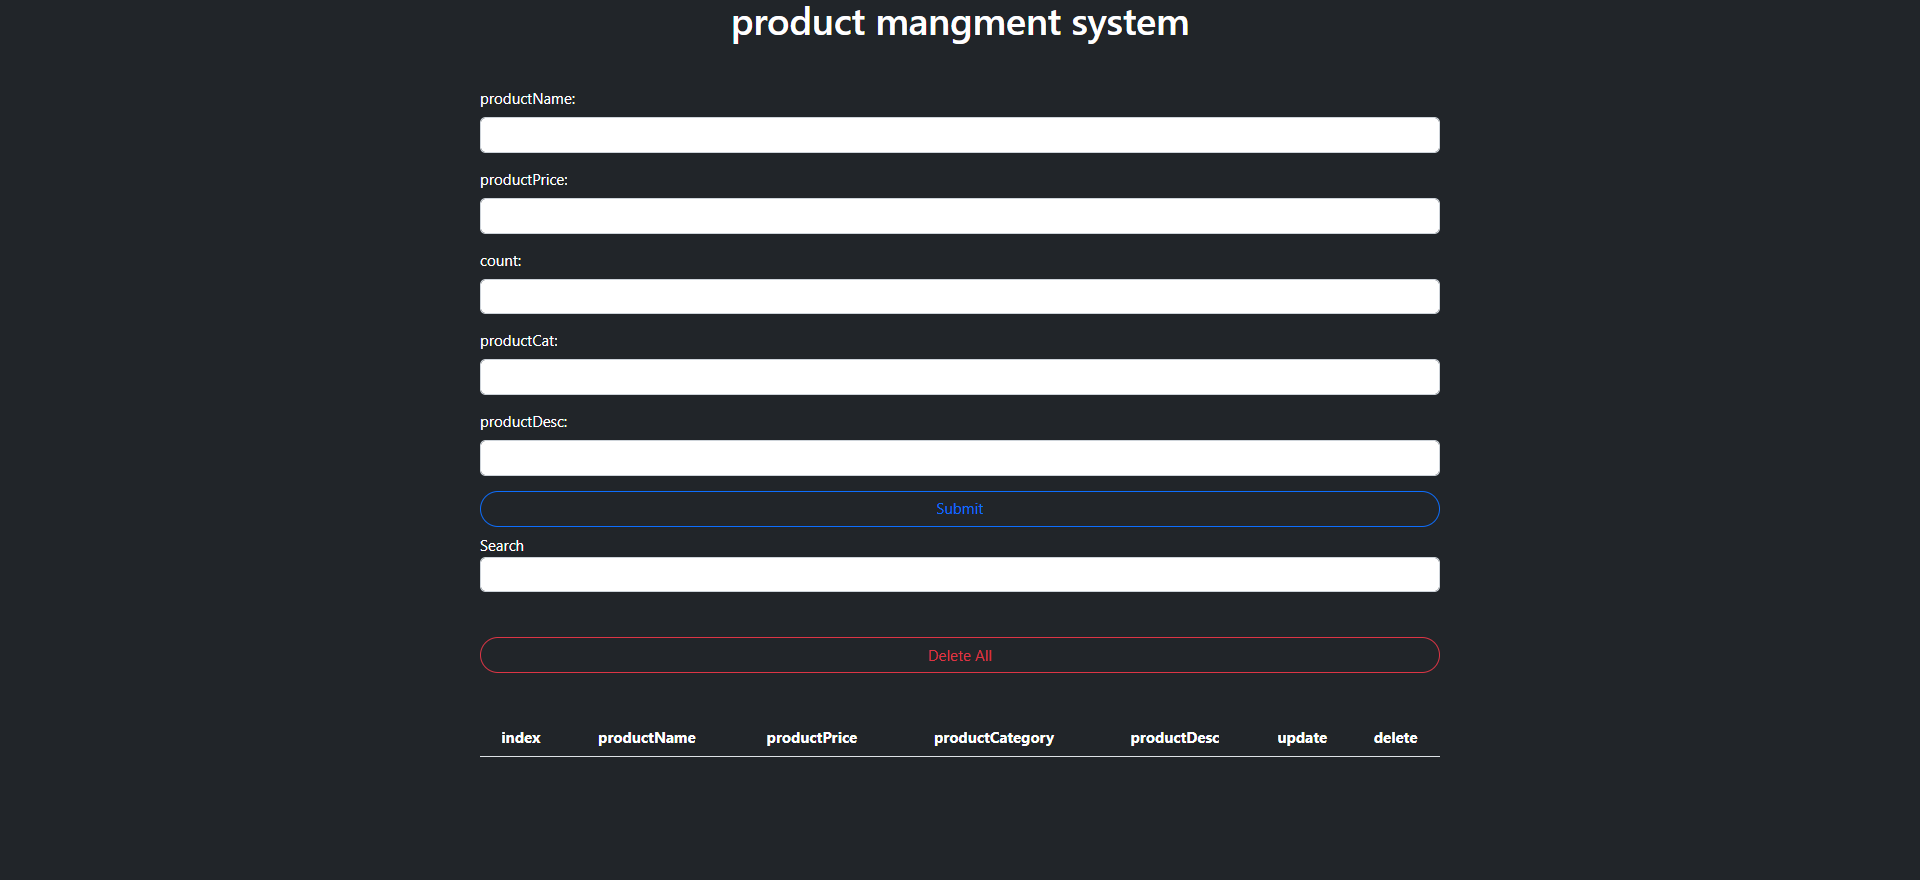 product mangment system
productName:
productPrice:
count:
productCat:
productDesc:
Submit
Search
Delete All
index productName productPrice productCategory productDesc update delete